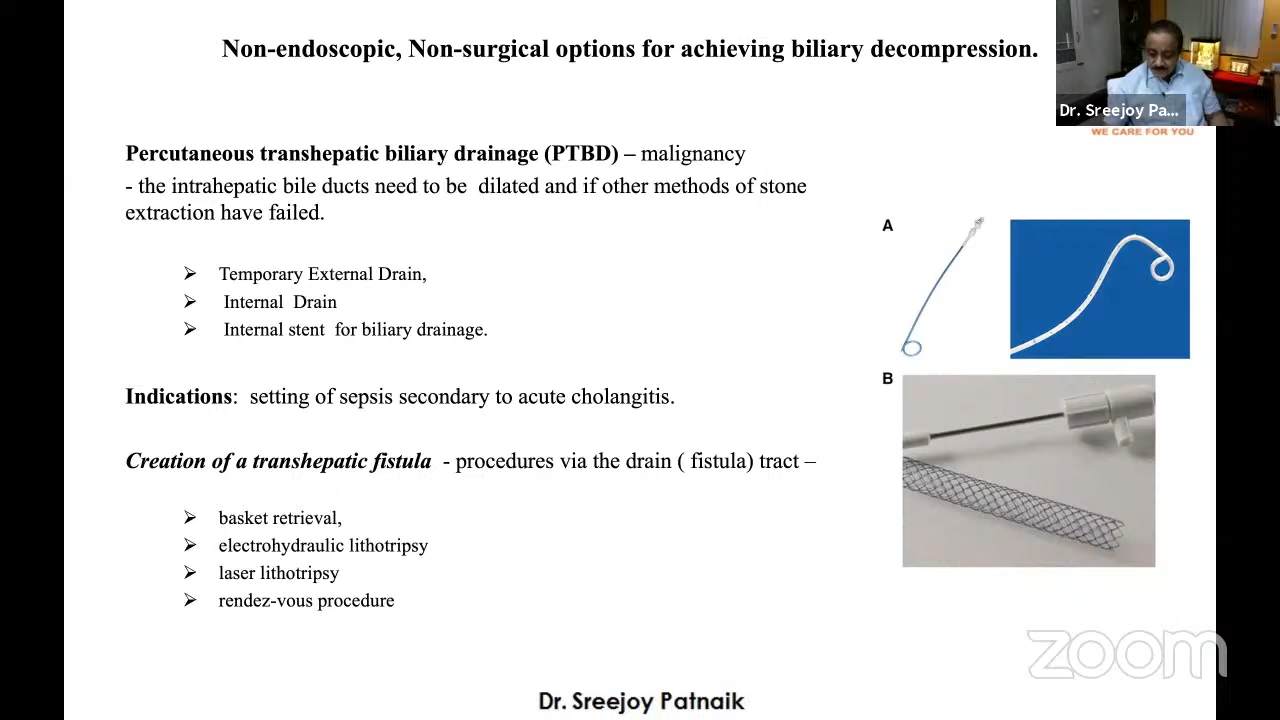 Non-endoscopic, Non-surgical options for achieving biliary decompression.
Dr. Sreejoy Pa...
WE CARE FOR YOU
Percutaneous transhepatic biliary drainage (PTBD) – malignancy
- the intrahepatic bile ducts need to be dilated and if other methods of stone
extraction have failed.
A
➢ Temporary External Drain,
➢ Internal Drain
➢ Internal stent for biliary drainage.
B
Indications: setting of sepsis secondary to acute cholangitis.
Creation of a transhepatic fistula - procedures via the drain ( fistula) tract –
➢ basket retrieval,
➢ electrohydraulic lithotripsy
➢ laser lithotripsy
➢ rendez-vous procedure
zoom
Dr. Sreejoy Patnaik